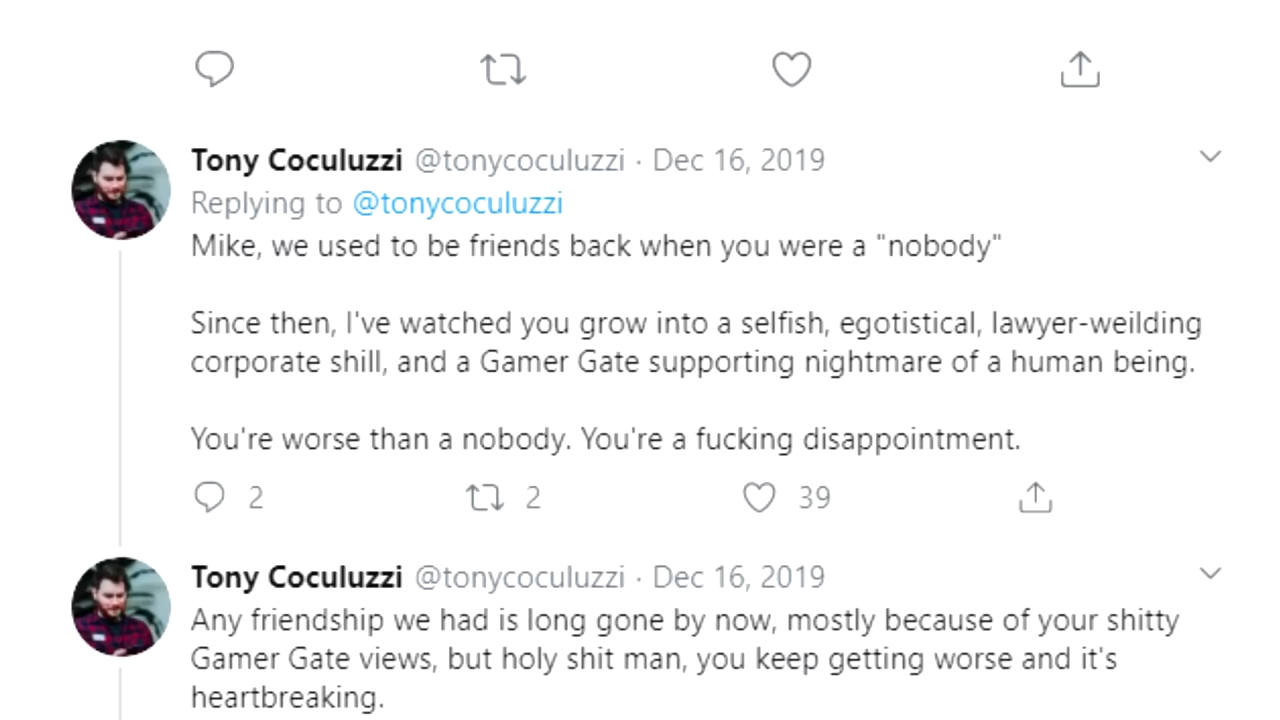 Tony Coculuzzi @tonycoculuzzi · Dec 16, 2019
Replying to @tonycoculuzzi
Mike, we used to be friends back when you were a "nobody"
Since then, I've watched you grow into a selfish, egotistical, lawyer-weilding
corporate shill, and a Gamer Gate supporting nightmare of a human being.
You're worse than a nobody. You're a fucking disappointment.
2 2 39
Tony Coculuzzi @tonycoculuzzi · Dec 16, 2019
Any friendship we had is long gone by now, mostly because of your shitty
Gamer Gate views, but holy shit man, you keep getting worse and it's
heartbreaking.